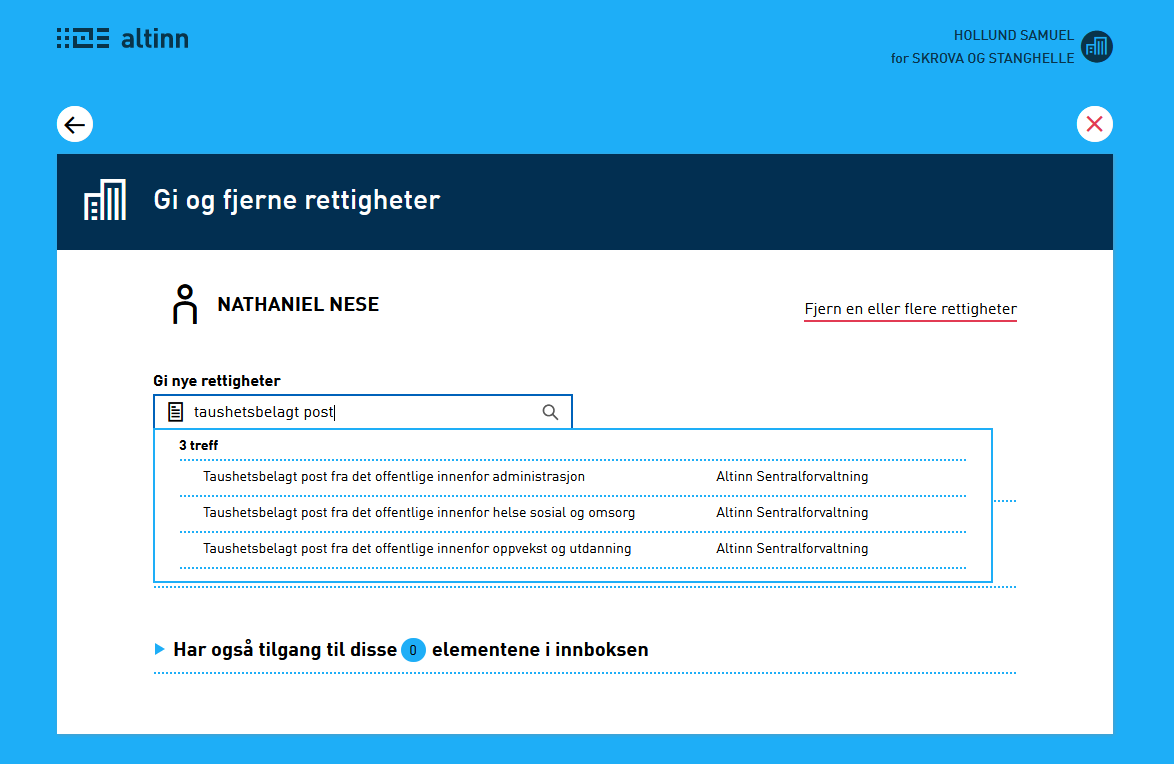 altinn
HOLLUND SAMUEL
for SKROVA OG STANGHELLE
Gi og fjerne rettigheter
NATHANIEL NESE
Fjern en eller flere rettigheter
Gi nye rettigheter
taushetsbelagt post
3 treff
Taushetsbelagt post fra det offentlige innenfor administrasjon Altinn Sentralforvaltning
Taushetsbelagt post fra det offentlige innenfor helse sosial og omsorg Altinn Sentralforvaltning
Taushetsbelagt post fra det offentlige innenfor oppvekst og utdanning Altinn Sentralforvaltning
Har også tilgang til disse 0 elementene i innboksen